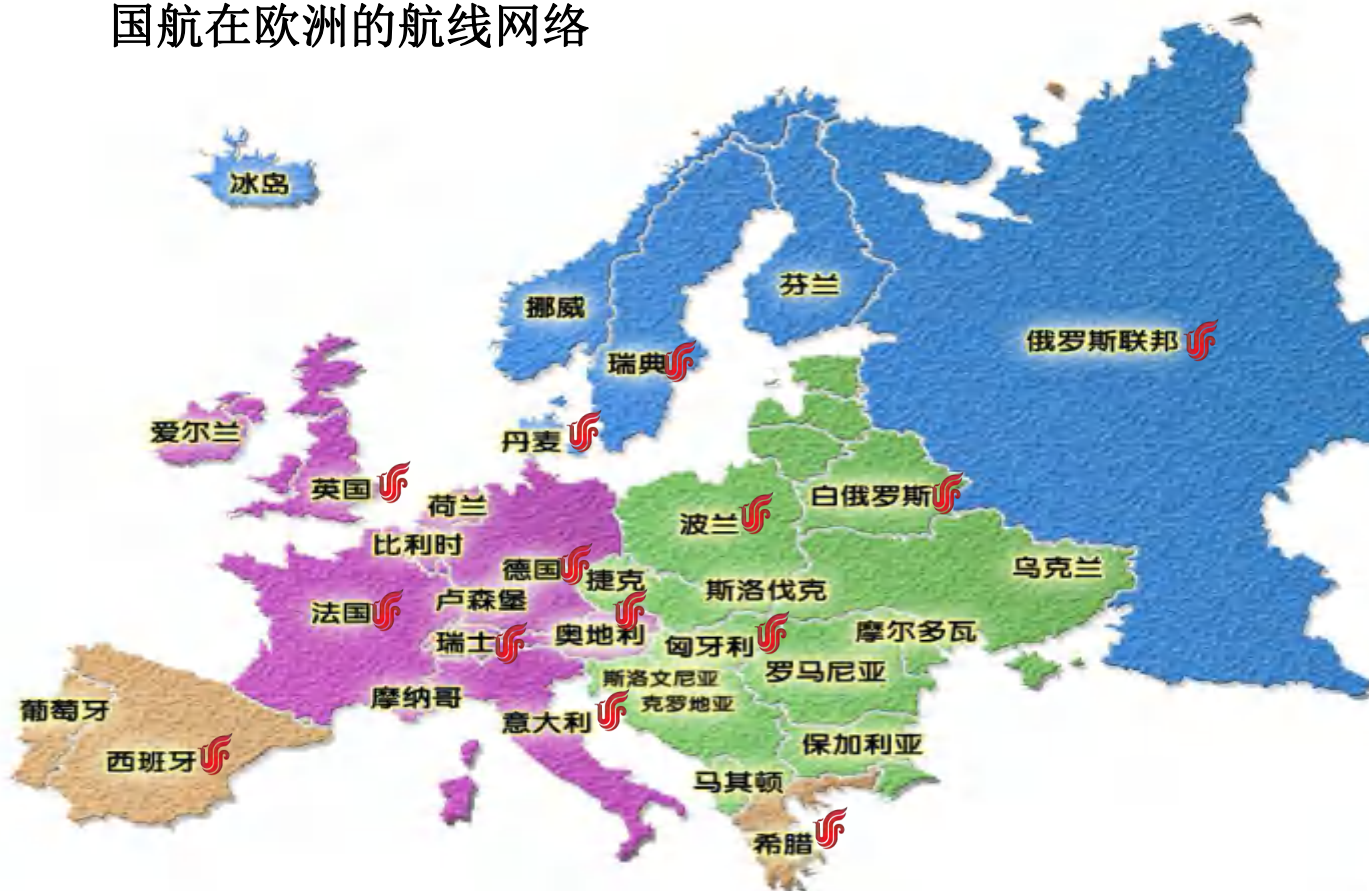 国航在欧洲的航线网络
冰岛
芬兰
挪威
俄罗斯联邦
瑞典
爱尔兰
丹麦
英国
荷兰
白俄罗斯
波兰
比利时
德国
捷克
乌克兰
斯洛伐克
卢森堡
法国
瑞士
奥地利
匈牙利
摩尔多瓦
罗马尼亚
斯洛文尼亚
克罗地亚
摩纳哥
葡萄牙
意大利
保加利亚
西班牙
马其顿
希腊